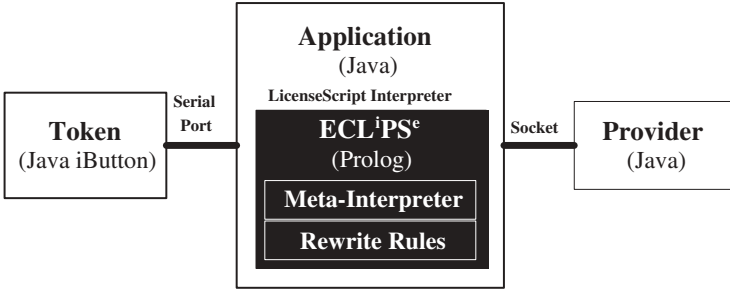 Token
(Java iButton)
Serial
Port
Application
(Java)
LicenseScript Interpreter
ECLⁱPSᵉ
(Prolog)
Meta-Interpreter
Rewrite Rules
Socket
Provider
(Java)